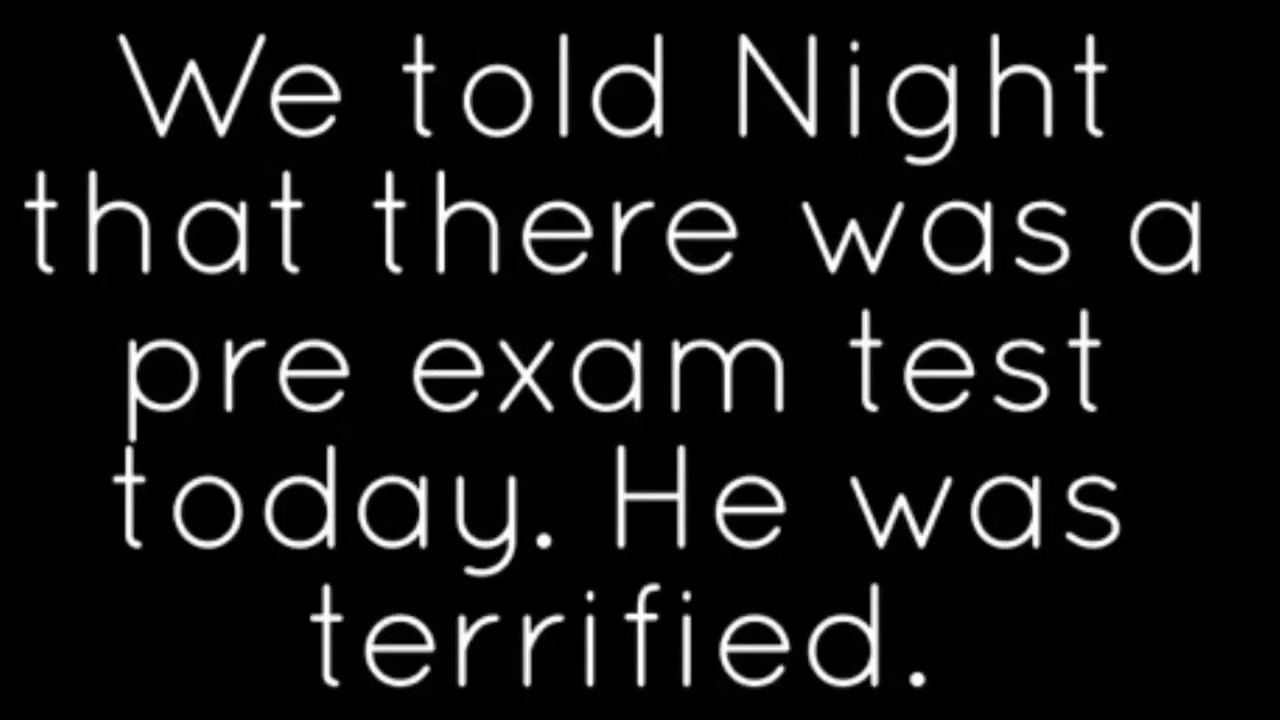 We told Night
that there was a
pre exam test
today. He was
terrified.